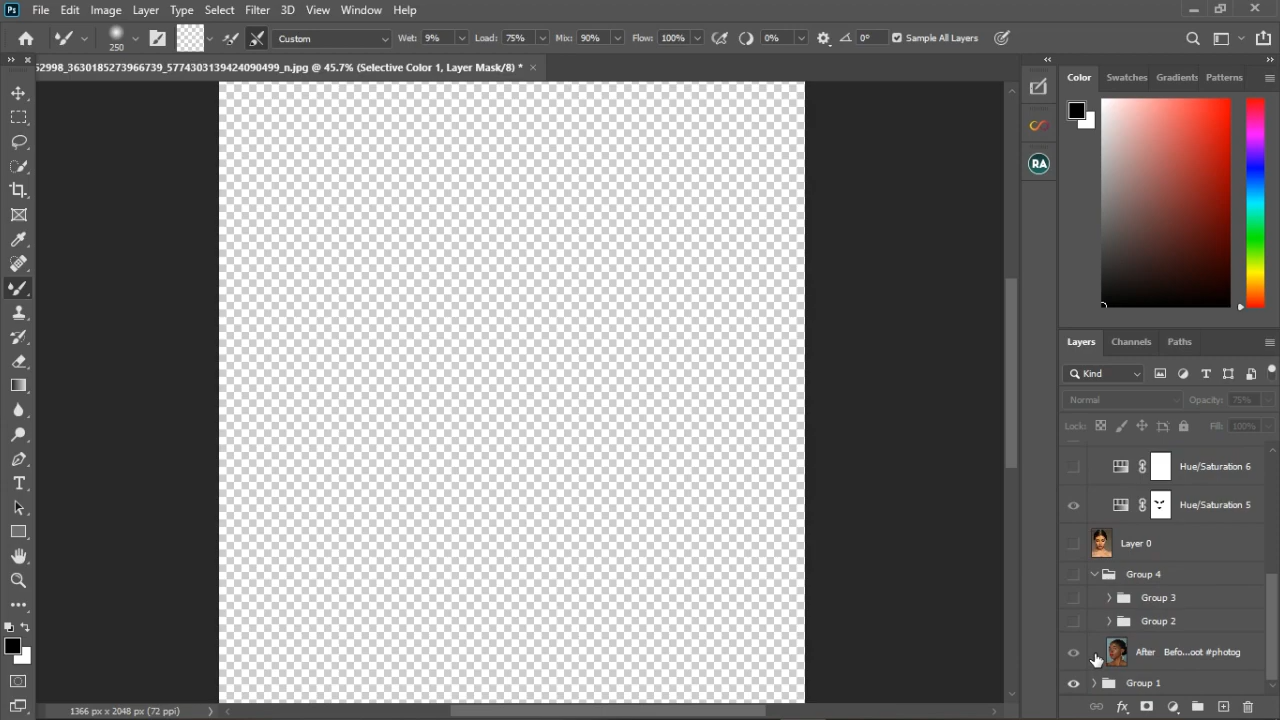 Ps File Edit Image Layer Type Select Filter 3D View Window Help
250 Custom Wet: 9% Load: 75% Mix: 90% Flow: 100% 0% 0° Sample All Layers
52998_3630185273966739_5774303139424090499_n.jpg @ 45.7% (Selective Color 1, Layer Mask/8) *
Color Swatches Gradients Patterns
RA
Layers Channels Paths
Kind
Normal Opacity: 75%
Lock: Fill: 100%
Hue/Saturation 6
Hue/Saturation 5
Layer 0
Group 4
Group 3
Group 2
After Befo...oot #photog
Group 1
1366 px x 2048 px (72 ppi)
fx